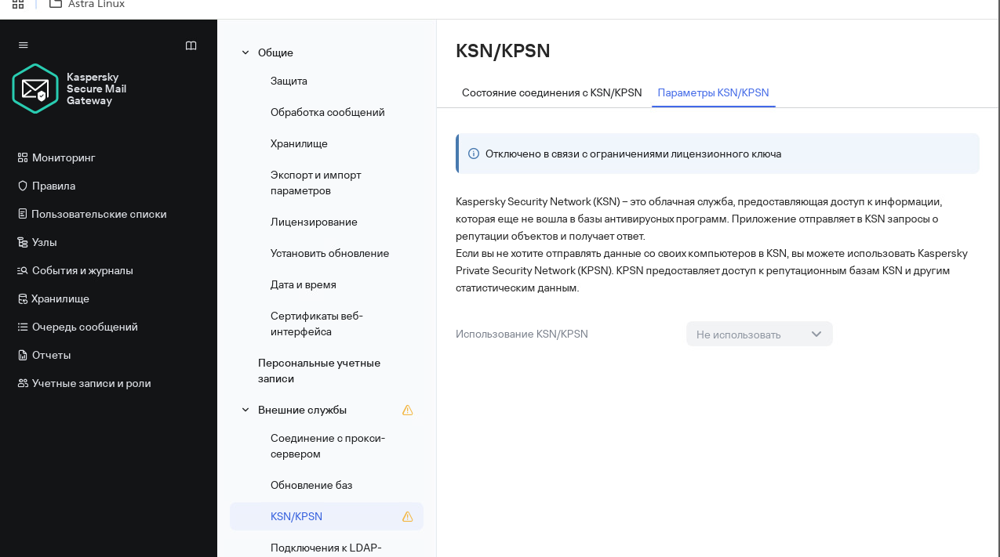 Astra Linux
Kaspersky
Secure Mail
Gateway
Мониторинг
Правила
Пользовательские списки
Узлы
События и журналы
Хранилище
Очередь сообщений
Отчеты
Учетные записи и роли
Общие
Защита
Обработка сообщений
Хранилище
Экспорт и импорт
параметров
Лицензирование
Установить обновление
Дата и время
Сертификаты веб-
интерфейса
Персональные учетные
записи
Внешние службы
Соединение с прокси-
сервером
Обновление баз
KSN/KPSN
Подключения к LDAP-
KSN/KPSN
Состояние соединения с KSN/KPSN
Параметры KSN/KPSN
Отключено в связи с ограничениями лицензионного ключа
Kaspersky Security Network (KSN) – это облачная служба, предоставляющая доступ к информации,
которая еще не вошла в базы антивирусных программ. Приложение отправляет в KSN запросы о
репутации объектов и получает ответ.
Если вы не хотите отправлять данные со своих компьютеров в KSN, вы можете использовать Kaspersky
Private Security Network (KPSN). KPSN предоставляет доступ к репутационным базам KSN и другим
статистическим данным.
Использование KSN/KPSN
Не использовать